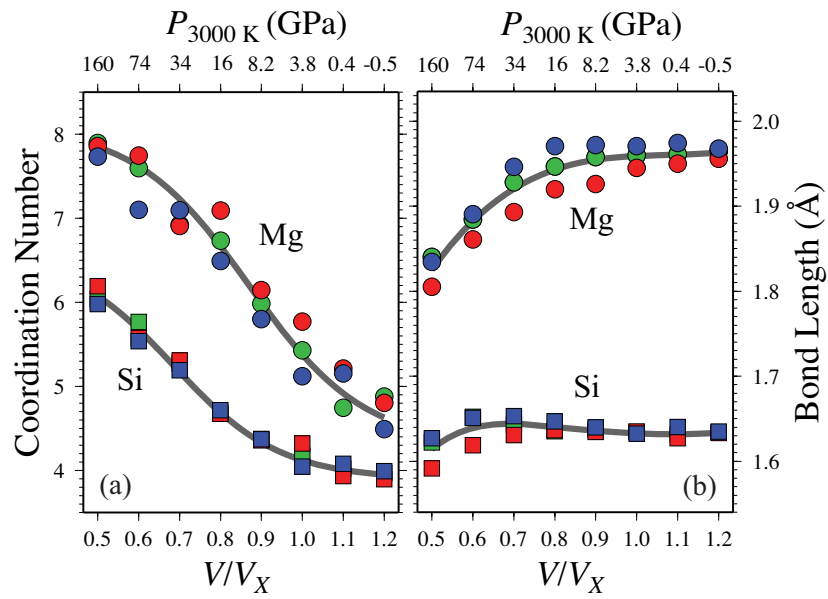 P3000 K (GPa) P3000 K (GPa)
160 74 34 16 8.2 3.8 0.4 -0.5 160 74 34 16 8.2 3.8 0.4 -0.5
8
7
6
5
4
Coordination Number
Mg
Si
(a)
0.5 0.6 0.7 0.8 0.9 1.0 1.1 1.2
V/VX
2.0
1.9
1.8
1.7
1.6
Bond Length (Å)
Mg
Si
(b)
0.5 0.6 0.7 0.8 0.9 1.0 1.1 1.2
V/VX